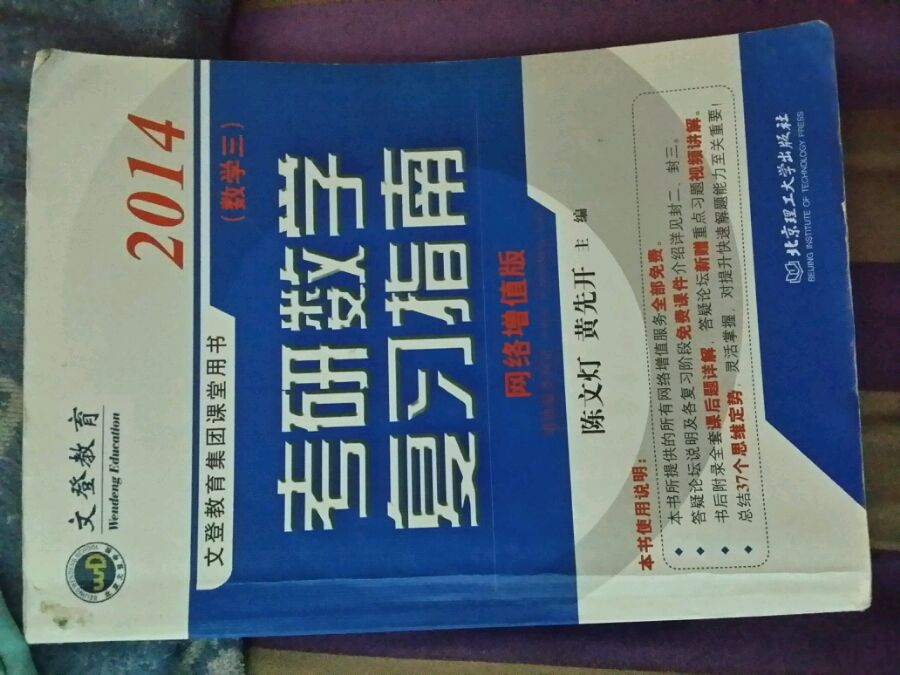 文登教育
Wendeng Education
2014
文登教育集团课堂用书
(数学三)
考研数学
复习指南
网络增值版
陈文灯 黄先开 主编
本书使用说明：
◆ 本书所提供的所有网络增值服务全部免费。
◆ 答疑论坛说明及各复习阶段免费课件介绍详见封二、封三。
◆ 书后附录全套课后题详解，答疑论坛新赠重点习题视频讲解。
◆ 总结37个思维定势，灵活掌握，对提升快速解题能力至关重要！
北京理工大学出版社
BEIJING INSTITUTE OF TECHNOLOGY PRESS